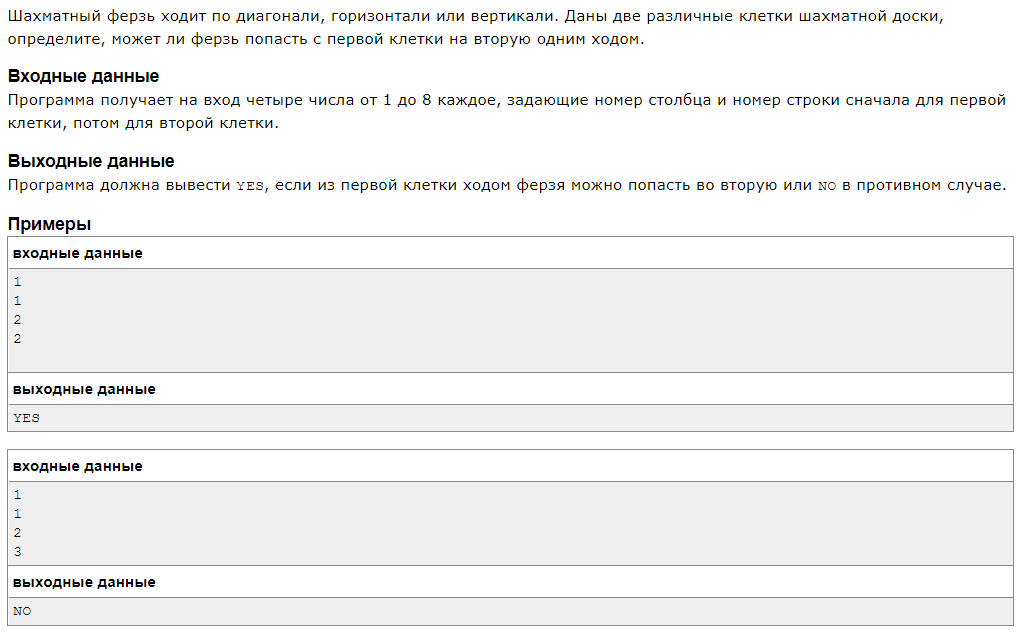 Шахматный ферзь ходит по диагонали, горизонтали или вертикали. Даны две различные клетки шахматной доски,
определите, может ли ферзь попасть с первой клетки на вторую одним ходом.
Входные данные
Программа получает на вход четыре числа от 1 до 8 каждое, задающие номер столбца и номер строки сначала для первой
клетки, потом для второй клетки.
Выходные данные
Программа должна вывести YES, если из первой клетки ходом ферзя можно попасть во вторую или NO в противном случае.
Примеры
входные данные
1
1
2
2
выходные данные
YES
входные данные
1
1
2
3
выходные данные
NO